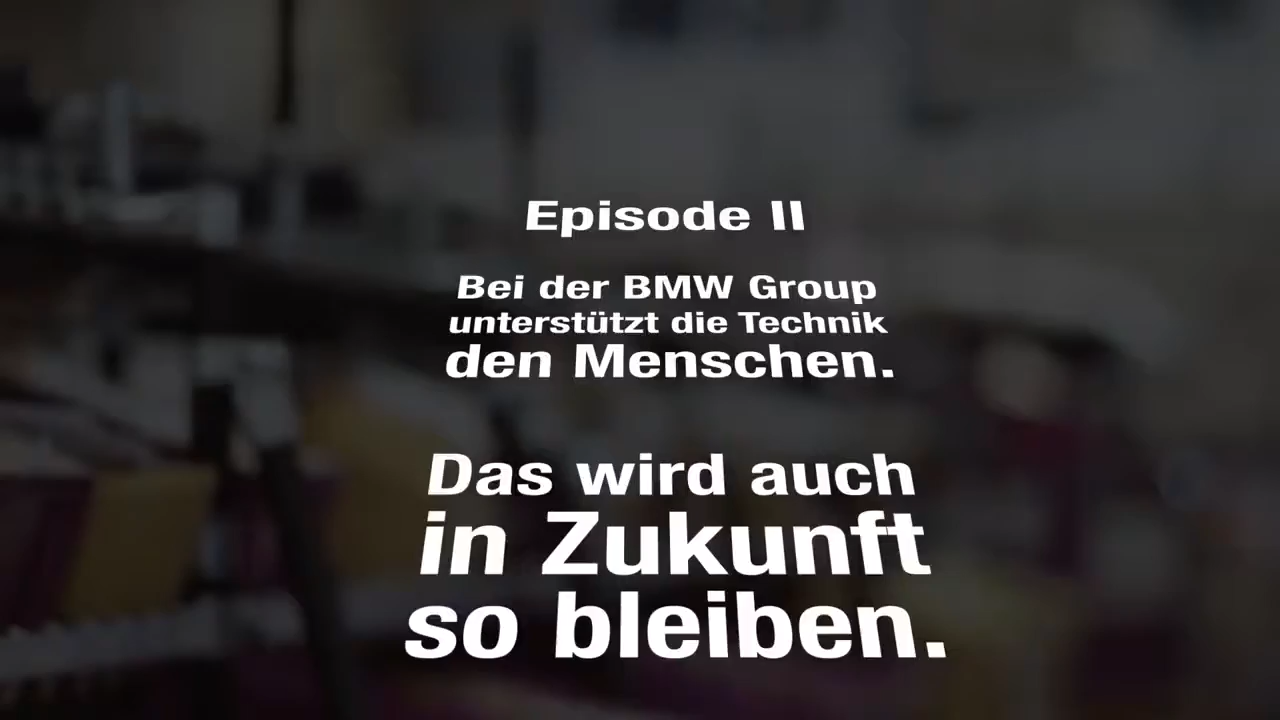 Episode II
Bei der BMW Group
unterstützt die Technik
den Menschen.
Das wird auch
in Zukunft
so bleiben.